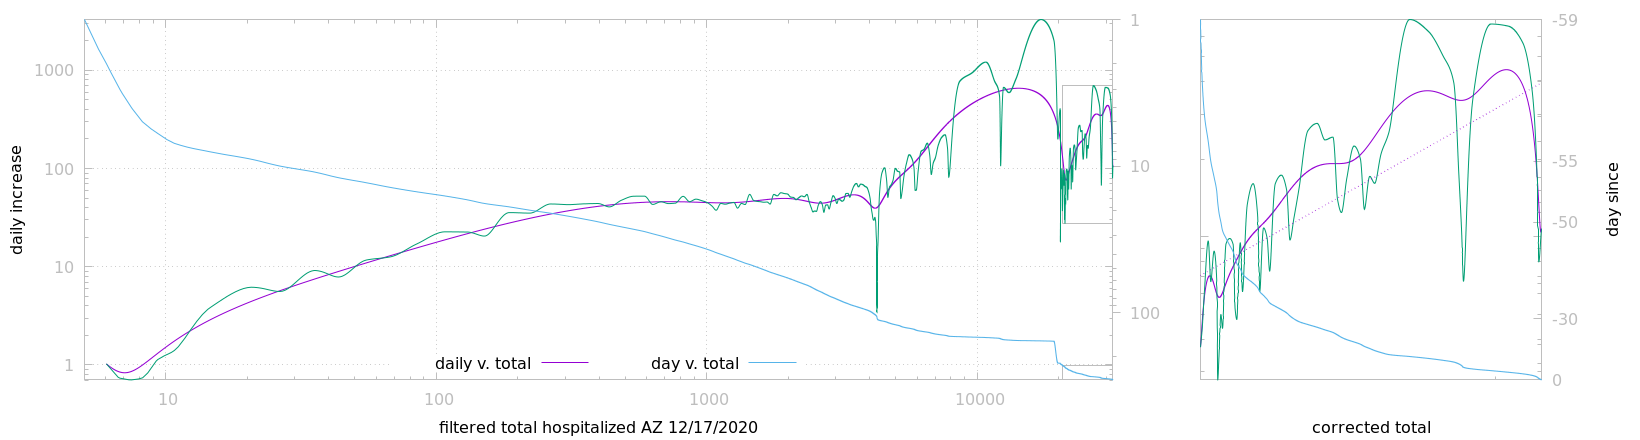 1 -59
1000
daily increase
100
10 -55
10
-50
day since
100 -30
1
daily v. total day v. total
0
10 100 1000 10000
filtered total hospitalized AZ 12/17/2020 corrected total